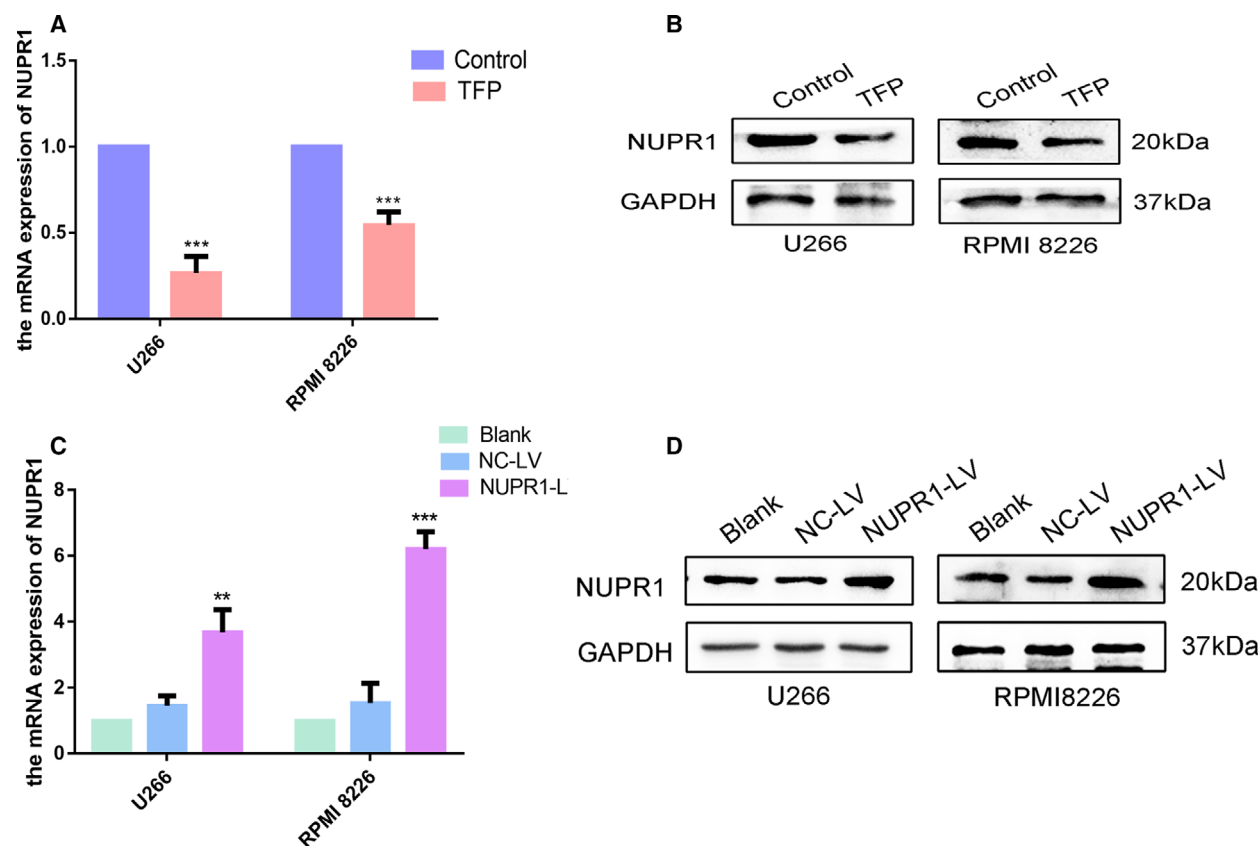 A
the mRNA expression of NUPR1
1.5
1.0
0.5
0.0
Control
TFP
***
***
U266
RPMI 8226
B
Control TFP Control TFP
NUPR1 20kDa
GAPDH 37kDa
U266 RPMI 8226
C
the mRNA expression of NUPR1
8
6
4
2
0
Blank
NC-LV
NUPR1-L
**
***
U266
RPMI 8226
D
Blank NC-LV NUPR1-LV Blank NC-LV NUPR1-LV
NUPR1 20kDa
GAPDH 37kDa
U266 RPMI8226